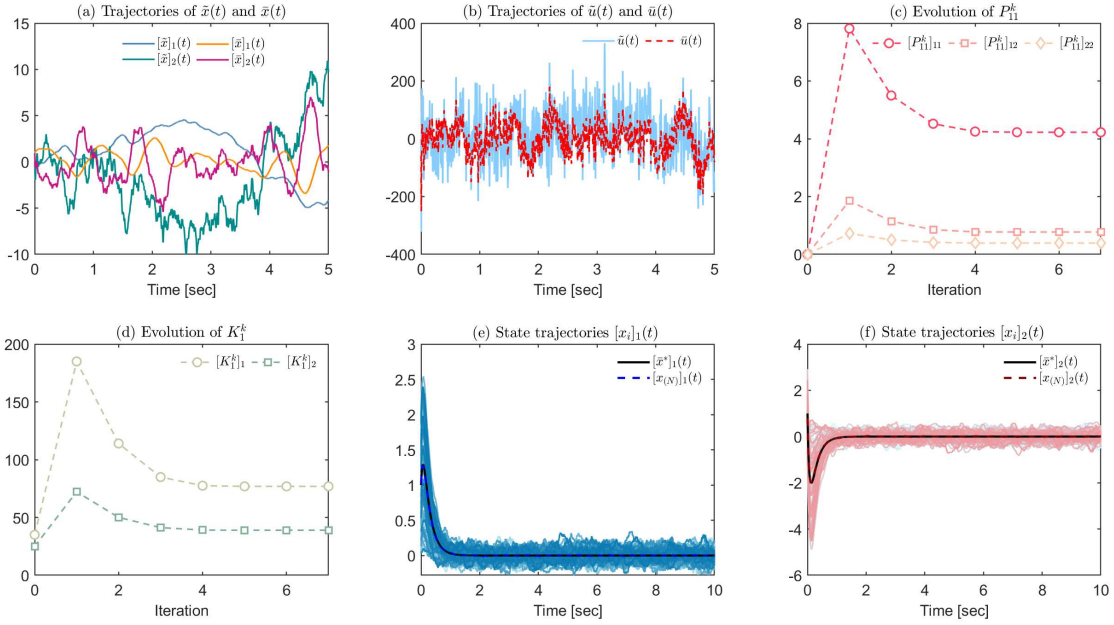 (a) Trajectories of x̃(t) and x̄(t)
[x̃]₁(t) [x̄]₁(t)
[x̃]₂(t) [x̄]₂(t)
15
10
5
0
-5
-10
0 1 2 3 4 5
Time [sec]
(b) Trajectories of ũ(t) and ū(t)
ũ(t) ū(t)
400
200
0
-200
-400
0 1 2 3 4 5
Time [sec]
(c) Evolution of P₁₁ᵏ
[P₁₁ᵏ]₁₁ [P₁₁ᵏ]₁₂ [P₁₁ᵏ]₂₂
8
6
4
2
0
0 2 4 6
Iteration
(d) Evolution of K₁ᵏ
[K₁ᵏ]₁ [K₁ᵏ]₂
200
150
100
50
0
0 2 4 6
Iteration
(e) State trajectories [xᵢ]₁(t)
[x̄*]₁(t)
[x₍N₎]₁(t)
3
2.5
2
1.5
1
0.5
0
0 2 4 6 8 10
Time [sec]
(f) State trajectories [xᵢ]₂(t)
[x̄*]₂(t)
[x₍N₎]₂(t)
4
2
0
-2
-4
-6
0 2 4 6 8 10
Time [sec]